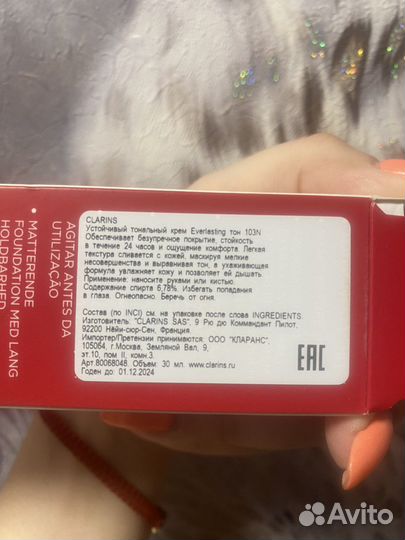 CLARINS
Устойчивый тональный крем Everlasting тон 103N
Обеспечивает безупречное покрытие, стойкость
в течение 24 часов и ощущение комфорта. Легкая
текстура сливается с кожей, маскируя мелкие
несовершенства и выравнивая тон, а ухаживающая
формула увлажняет кожу и позволяет ей дышать.
Применение: нанесите руками или кистью.
Содержание спирта 6,78%. Избегать попадания
в глаза. Огнеопасно. Беречь от огня.
Состав (по INCI) см. на упаковке после слова INGREDIENTS.
Изготовитель: "CLARINS SAS", 9 Рю дю Коммандент Пилот,
92200 Нёйи-сюр-Сен, Франция.
Импортер/Претензии принимаются: ООО "КЛАРАНС",
105064, г.Москва, Земляной Вал, 9,
эт.10, пом II, комн.3.
Арт.80068048. Объем: 30 мл. www.clarins.ru
Годен до: 01.12.2024
EAC
AGITAR ANTES DA
UTILIZAÇÃO
• MATTERENDE
FOUNDATION MED LANG
HOLDBARHED
Avito